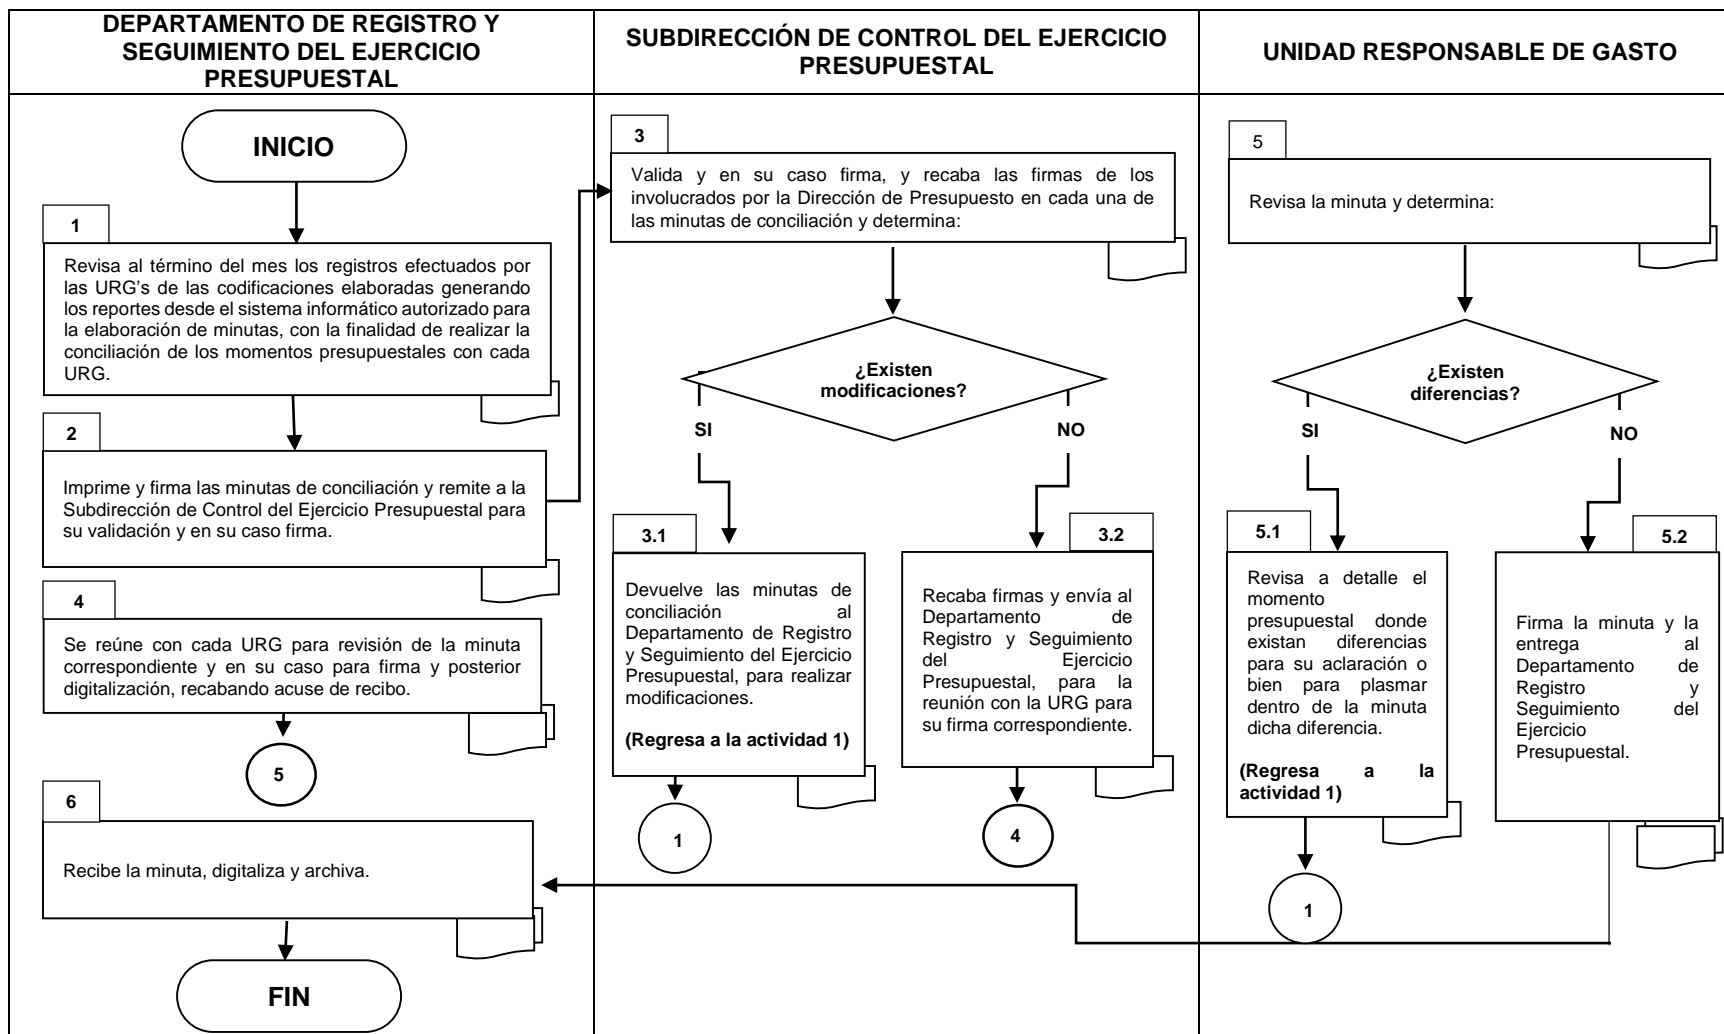 DEPARTAMENTO DE REGISTRO Y
SEGUIMIENTO DEL EJERCICIO
PRESUPUESTAL
SUBDIRECCIÓN DE CONTROL DEL EJERCICIO
PRESUPUESTAL
UNIDAD RESPONSABLE DE GASTO
INICIO
1
Revisa al término del mes los registros efectuados por
las URG’s de las codificaciones elaboradas generando
los reportes desde el sistema informático autorizado para
la elaboración de minutas, con la finalidad de realizar la
conciliación de los momentos presupuestales con cada
URG.
2
Imprime y firma las minutas de conciliación y remite a la
Subdirección de Control del Ejercicio Presupuestal para
su validación y en su caso firma.
4
Se reúne con cada URG para revisión de la minuta
correspondiente y en su caso para firma y posterior
digitalización, recabando acuse de recibo.
5
6
Recibe la minuta, digitaliza y archiva.
FIN
3
Valida y en su caso firma, y recaba las firmas de los
involucrados por la Dirección de Presupuesto en cada una de
las minutas de conciliación y determina:
¿Existen
modificaciones?
SI
NO
3.1
Devuelve las minutas de
conciliación al
Departamento de Registro
y Seguimiento del Ejercicio
Presupuestal, para realizar
modificaciones.
(Regresa a la actividad 1)
1
3.2
Recaba firmas y envía al
Departamento de
Registro y Seguimiento
del Ejercicio
Presupuestal, para la
reunión con la URG para
su firma correspondiente.
4
5
Revisa la minuta y determina:
¿Existen
diferencias?
SI
NO
5.1
Revisa a detalle el
momento
presupuestal donde
existan diferencias
para su aclaración o
bien para plasmar
dentro de la minuta
dicha diferencia.
(Regresa a la
actividad 1)
1
5.2
Firma la minuta y la
entrega al
Departamento de
Registro y
Seguimiento del
Ejercicio
Presupuestal.